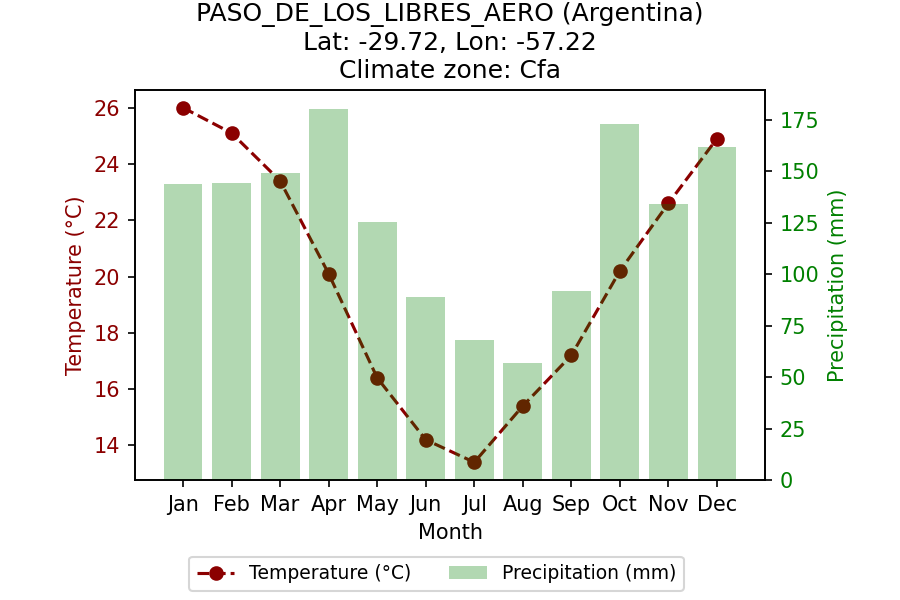 PASO_DE_LOS_LIBRES_AERO (Argentina)
Lat: -29.72, Lon: -57.22
Climate zone: Cfa
26
24
22
20
18
16
14
Temperature (°C)
175
150
125
100
75
50
25
0
Precipitation (mm)
Jan Feb Mar Apr May Jun Jul Aug Sep Oct Nov Dec
Month
Temperature (°C) Precipitation (mm)